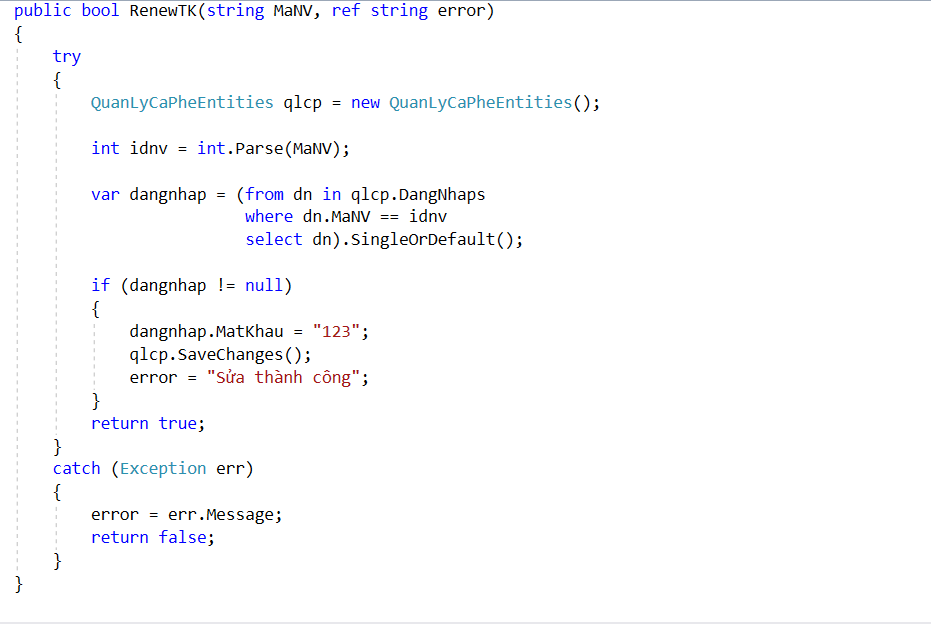 public bool RenewTK(string MaNV, ref string error)
{
    try
    {
        QuanLyCaPheEntities qlcp = new QuanLyCaPheEntities();

        int idnv = int.Parse(MaNV);

        var dangnhap = (from dn in qlcp.DangNhaps
                        where dn.MaNV == idnv
                        select dn).SingleOrDefault();

        if (dangnhap != null)
        {
            dangnhap.MatKhau = "123";
            qlcp.SaveChanges();
            error = "Sửa thành công";
        }
        return true;
    }
    catch (Exception err)
    {
        error = err.Message;
        return false;
    }
}